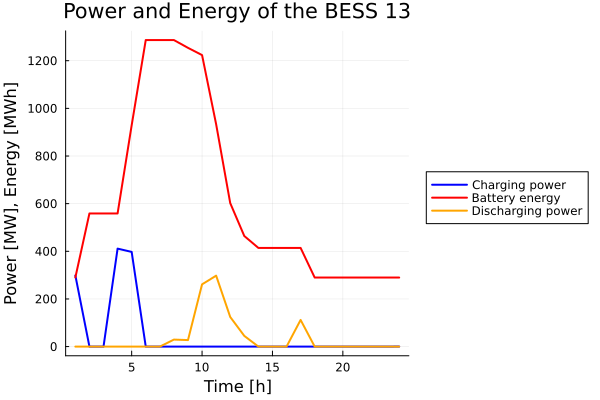 Power and Energy of the BESS 13
Power [MW], Energy [MWh]
1200
1000
800
600
400
200
0
5
10
15
20
Time [h]
Charging power
Battery energy
Discharging power